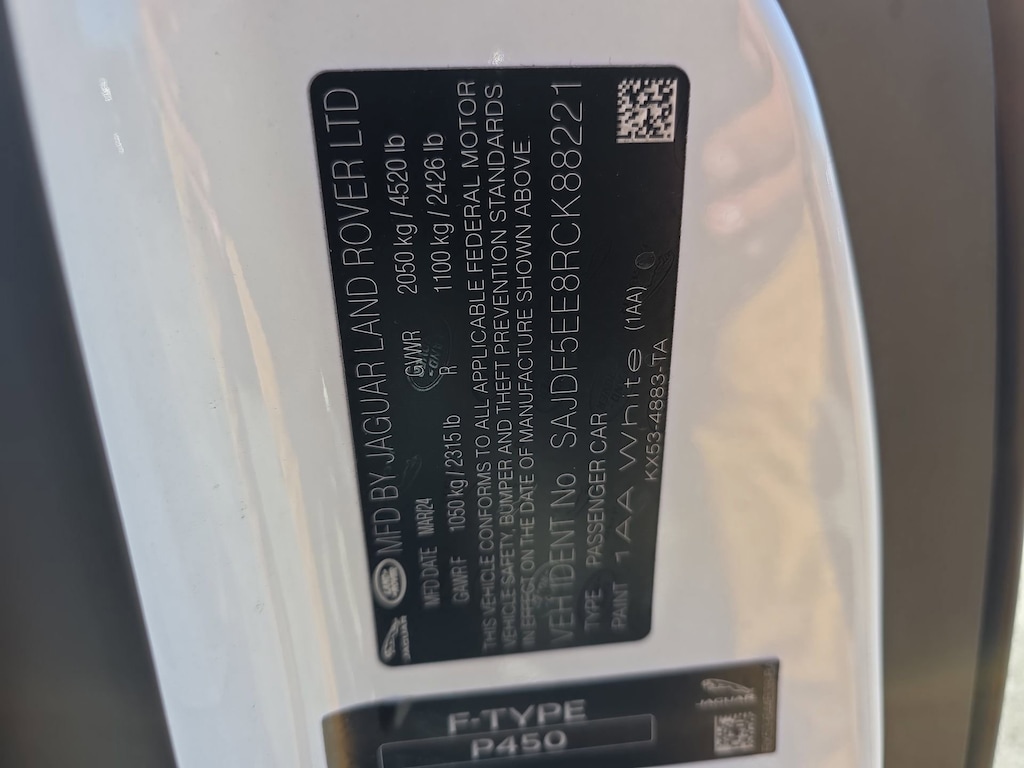 JAGUAR
MFD BY JAGUAR LAND ROVER LTD
MFD DATE MAR/24 GVWR 2050 kg / 4520 lb
GAWR F 1050 kg / 2315 lb R 1100 kg / 2426 lb
THIS VEHICLE CONFORMS TO ALL APPLICABLE FEDERAL MOTOR
VEHICLE SAFETY, BUMPER AND THEFT PREVENTION STANDARDS
IN EFFECT ON THE DATE OF MANUFACTURE SHOWN ABOVE.
VEH IDENT No. SAJDF5EE8RCK88221
TYPE PASSENGER CAR
PAINT 1AA White (1AA)
KX53-4883-TA
F-TYPE
P450
JAGUAR